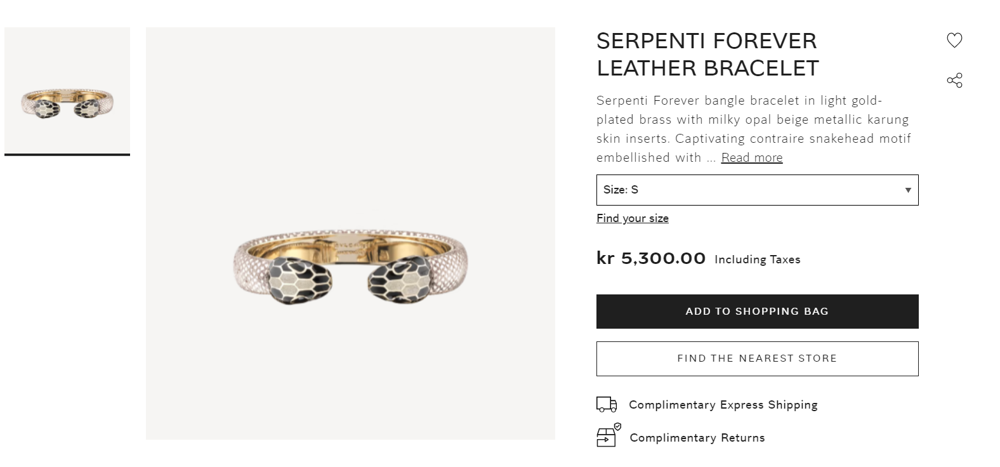 SERPENTI FOREVER
LEATHER BRACELET
Serpenti Forever bangle bracelet in light gold-
plated brass with milky opal beige metallic karung
skin inserts. Captivating contraire snakehead motif
embellished with ... Read more
Size: S
Find your size
kr 5,300.00 Including Taxes
ADD TO SHOPPING BAG
FIND THE NEAREST STORE
Complimentary Express Shipping
Complimentary Returns